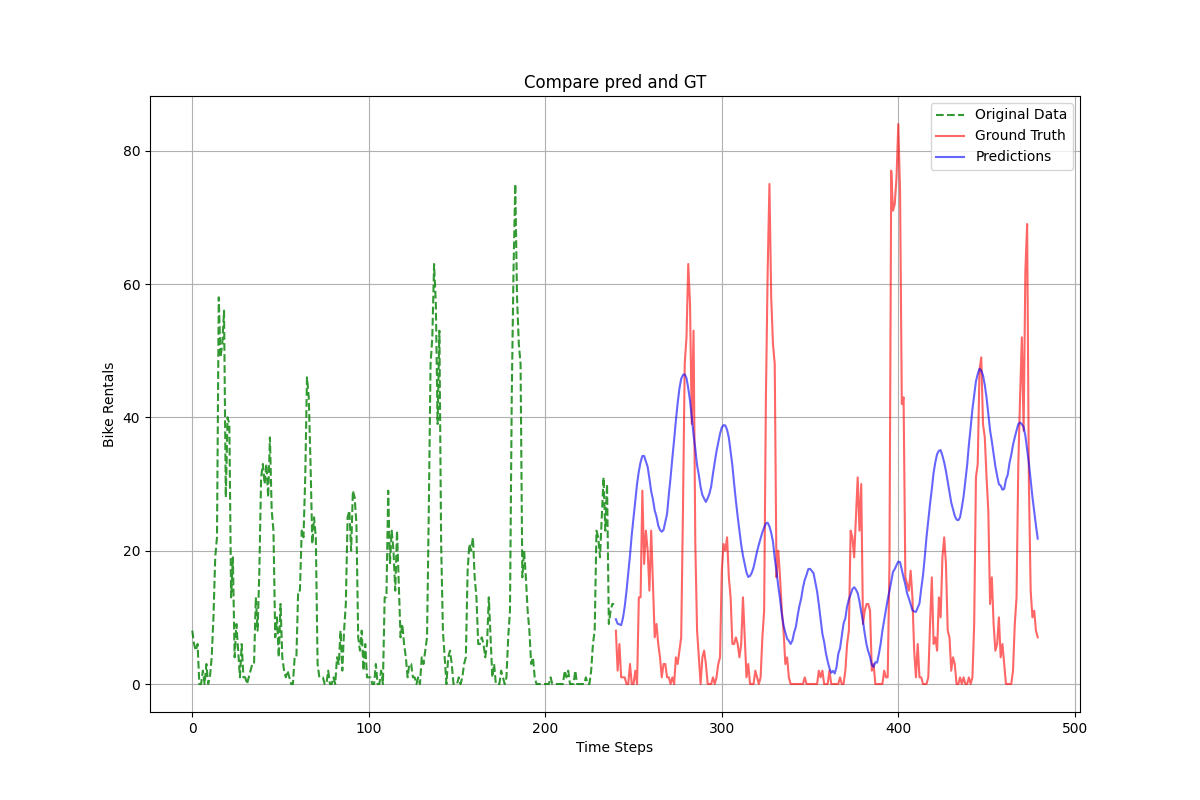 Compare pred and GT
Original Data
Ground Truth
Predictions
Bike Rentals
80
60
40
20
0
0 100 200 300 400 500
Time Steps